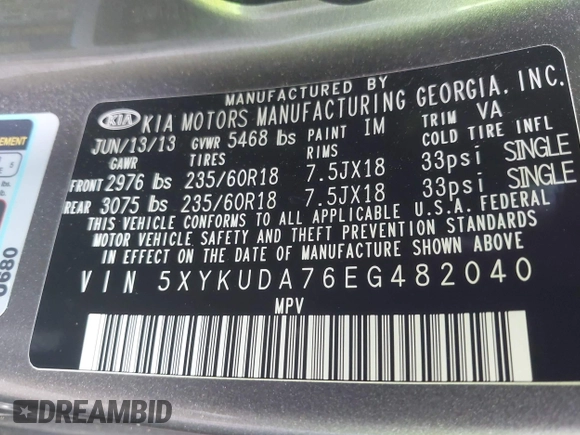 MANUFACTURED BY
KIA KIA MOTORS MANUFACTURING GEORGIA, INC.
JUN/13/13 GVWR 5468 lbs PAINT IM TRIM VA
GAWR TIRES RIMS COLD TIRE INFL
FRONT 2976 lbs 235/60R18 7.5JX18 33psi SINGLE
REAR 3075 lbs 235/60R18 7.5JX18 33psi SINGLE
THIS VEHICLE CONFORMS TO ALL APPLICABLE U.S.A. FEDERAL
MOTOR VEHICLE SAFETY AND THEFT PREVENTION STANDARDS
IN EFFECT ON THE DATE OF MANUFACTURE SHOWN ABOVE
VIN 5XYKUDA76EG482040
MPV
0680
DREAMBID